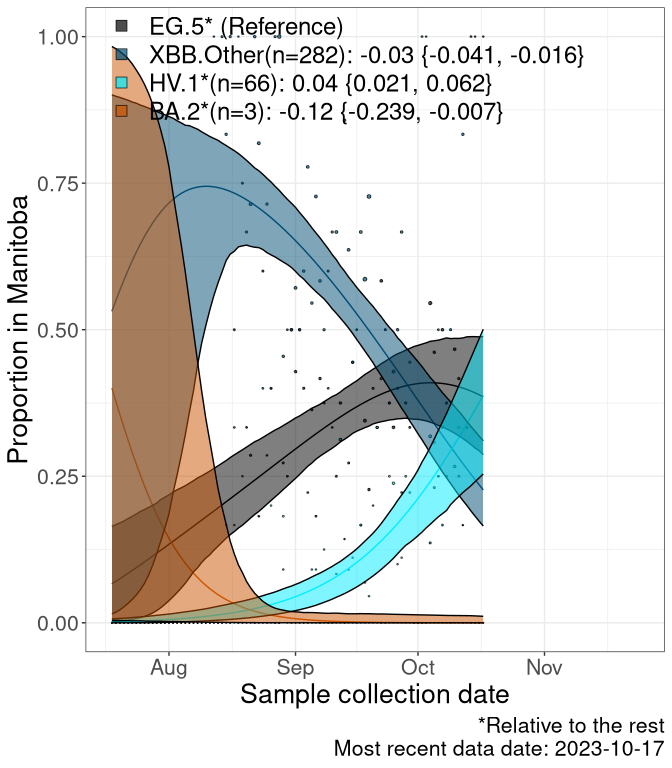 EG.5* (Reference)
XBB.Other(n=282): -0.03 {-0.041, -0.016}
HV.1*(n=66): 0.04 {0.021, 0.062}
BA.2*(n=3): -0.12 {-0.239, -0.007}
1.00
0.75
0.50
0.25
0.00
Proportion in Manitoba
Aug Sep Oct Nov
Sample collection date
*Relative to the rest
Most recent data date: 2023-10-17